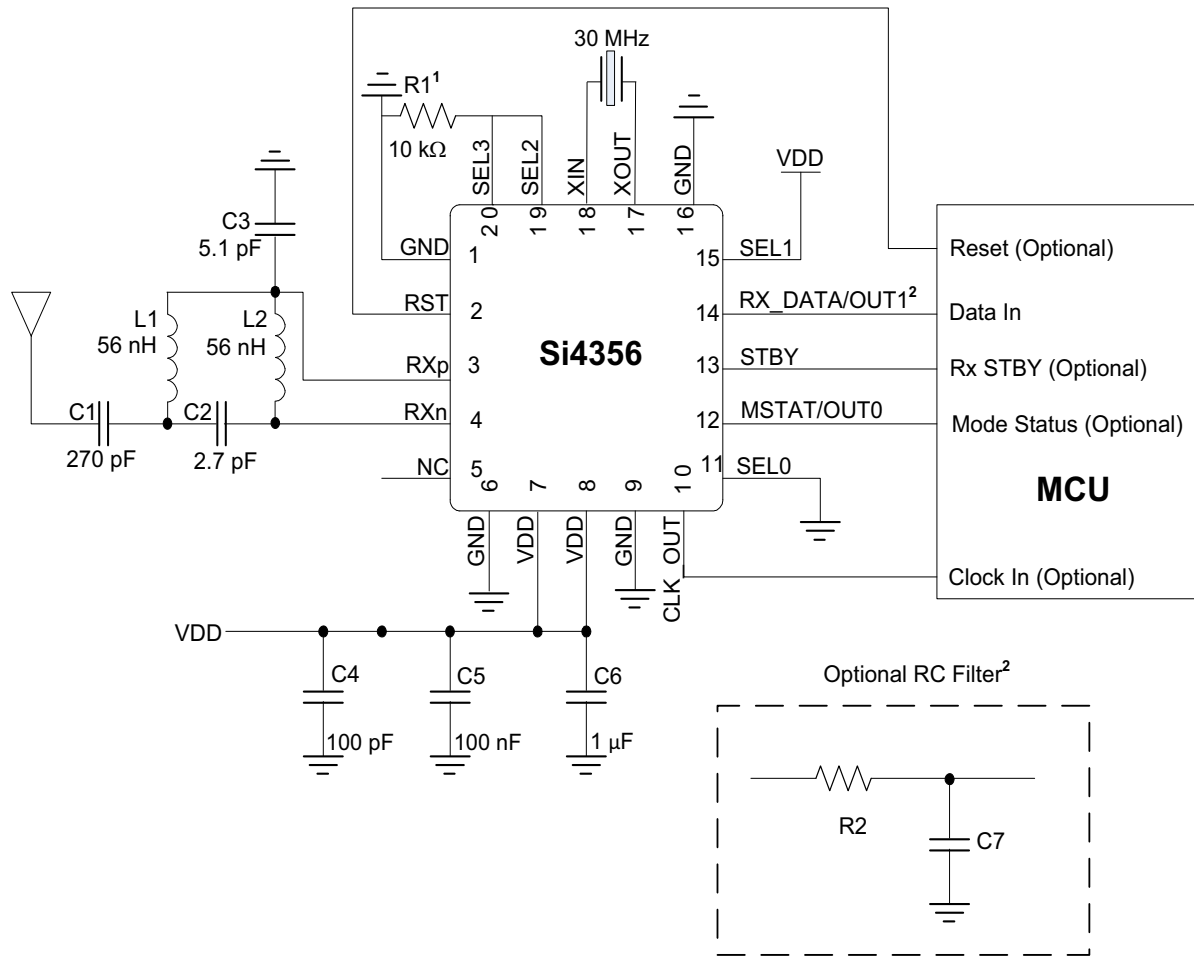 30 MHz
R1¹
10 kΩ
SEL3
SEL2
XIN
XOUT
GND
VDD
C3
5.1 pF
20
19
18
17
16
GND
1
15
SEL1
Reset (Optional)
RST
2
14
RX_DATA/OUT1²
Data In
L1
56 nH
L2
56 nH
Si4356
RXp
3
13
STBY
Rx STBY (Optional)
C1
270 pF
C2
2.7 pF
RXn
4
12
MSTAT/OUT0
Mode Status (Optional)
NC
5
11
SEL0
MCU
6
7
8
9
10
GND
VDD
VDD
GND
CLK_OUT
Clock In (Optional)
VDD
C4
100 pF
C5
100 nF
C6
1 µF
Optional RC Filter²
R2
C7